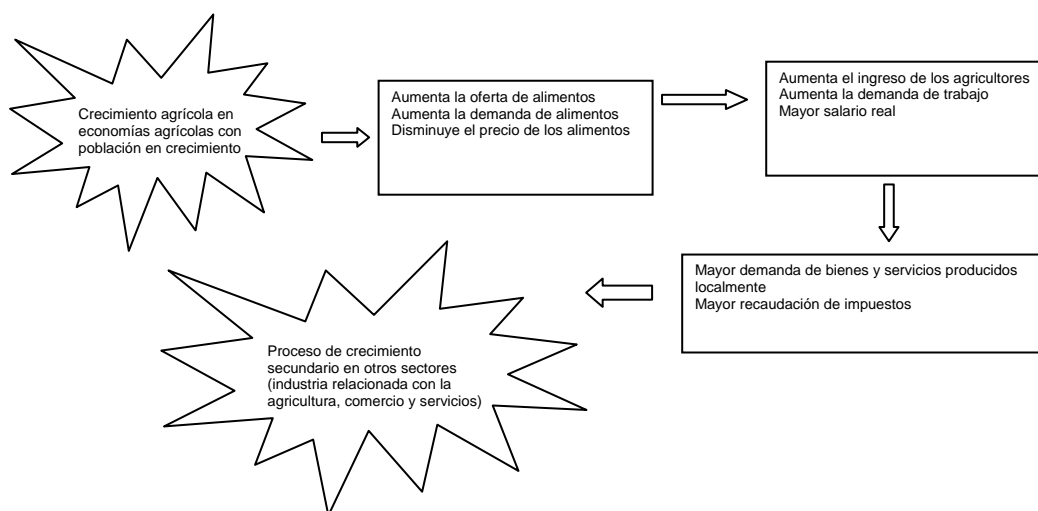 Crecimiento agrícola en
economías agrícolas con
población en crecimiento
Aumenta la oferta de alimentos
Aumenta la demanda de alimentos
Disminuye el precio de los alimentos
Aumenta el ingreso de los agricultores
Aumenta la demanda de trabajo
Mayor salario real
Mayor demanda de bienes y servicios producidos
localmente
Mayor recaudación de impuestos
Proceso de crecimiento
secundario en otros sectores
(industria relacionada con la
agricultura, comercio y servicios)